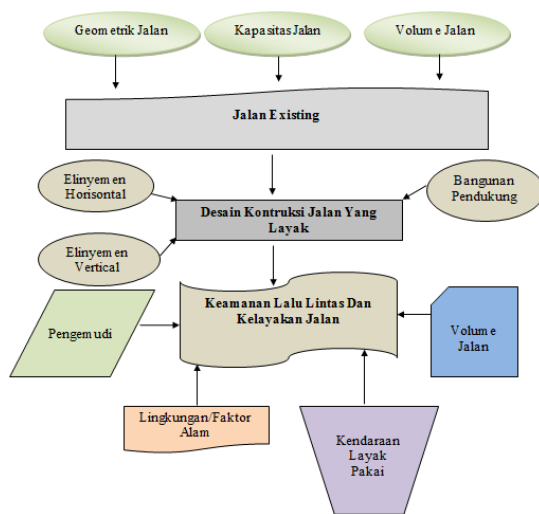 Geometrik Jalan
Kapasitas Jalan
Volume Jalan
Jalan Existing
Elinyemen
Horisontal
Bangunan
Pendukung
Desain Kontruksi Jalan Yang
Layak
Elinyemen
Vertical
Keamanan Lalu Lintas Dan
Kelayakan Jalan
Pengemudi
Volume
Jalan
Lingkungan/Faktor
Alam
Kendaraan
Layak
Pakai